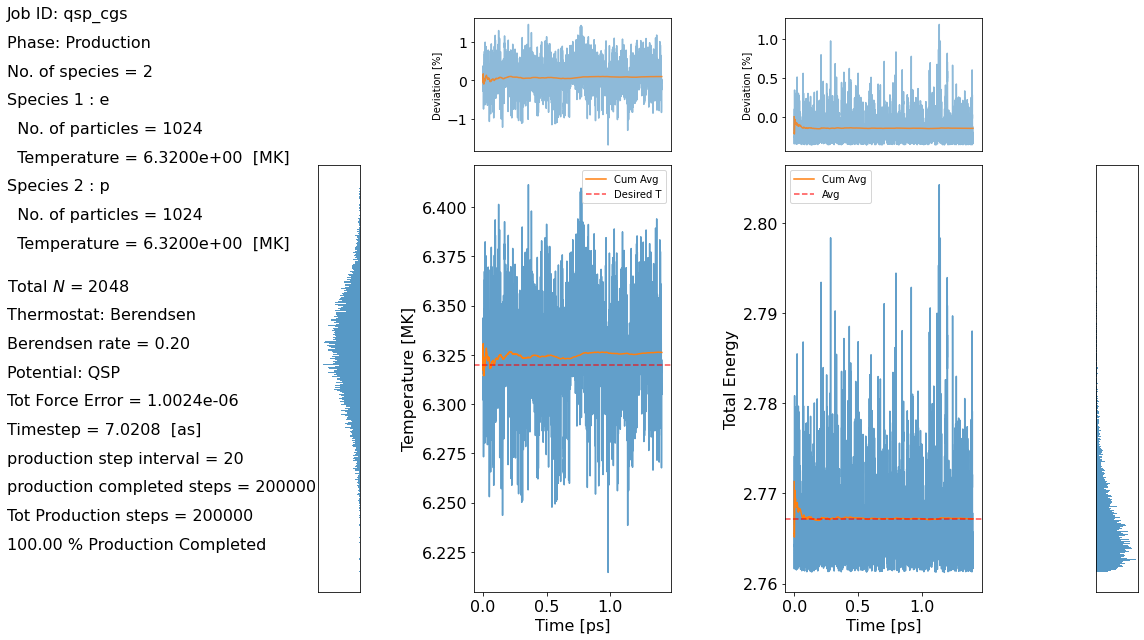 Job ID: qsp_cgs
Phase: Production
No. of species = 2
Species 1 : e
No. of particles = 1024
Temperature = 6.3200e+00 [MK]
Species 2 : p
No. of particles = 1024
Temperature = 6.3200e+00 [MK]
Total N = 2048
Thermostat: Berendsen
Berendsen rate = 0.20
Potential: QSP
Tot Force Error = 1.0024e-06
Timestep = 7.0208 [as]
production step interval = 20
production completed steps = 200000
Tot Production steps = 200000
100.00 % Production Completed
Deviation [%]
1
0
−1
Temperature [MK]
6.400
6.375
6.350
6.325
6.300
6.275
6.250
6.225
Cum Avg
Desired T
0.0 0.5 1.0
Time [ps]
Deviation [%]
1.0
0.5
0.0
Total Energy
2.80
2.79
2.78
2.77
2.76
Cum Avg
Avg
0.0 0.5 1.0
Time [ps]